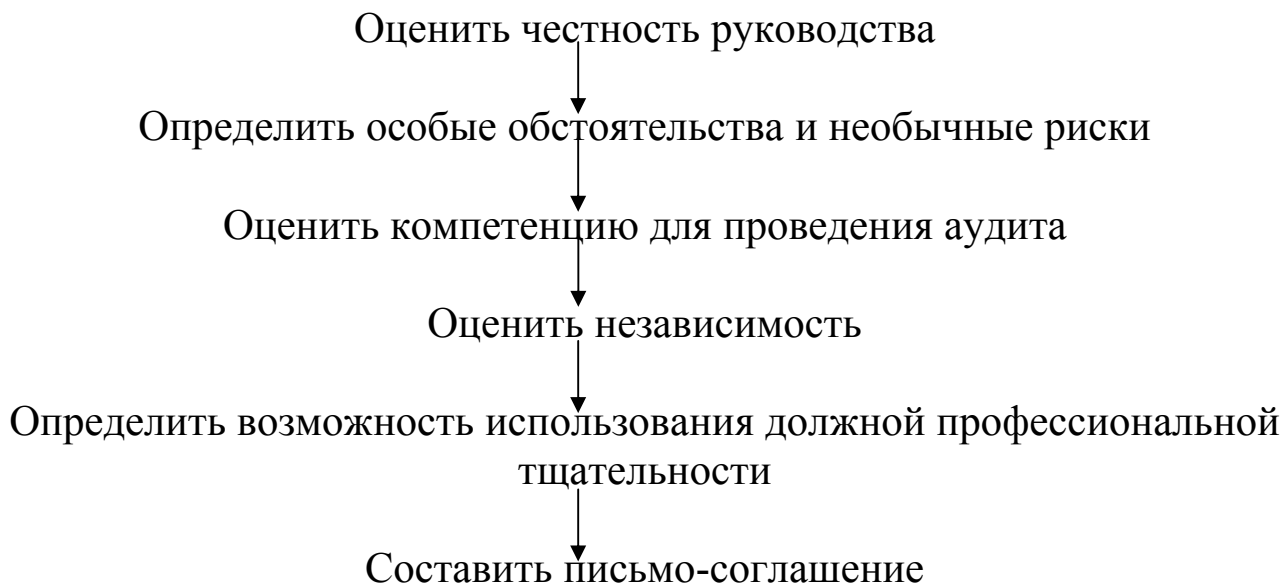 Оценить честность руководства
Определить особые обстоятельства и необычные риски
Оценить компетенцию для проведения аудита
Оценить независимость
Определить возможность использования должной профессиональной
тщательности
Составить письмо-соглашение